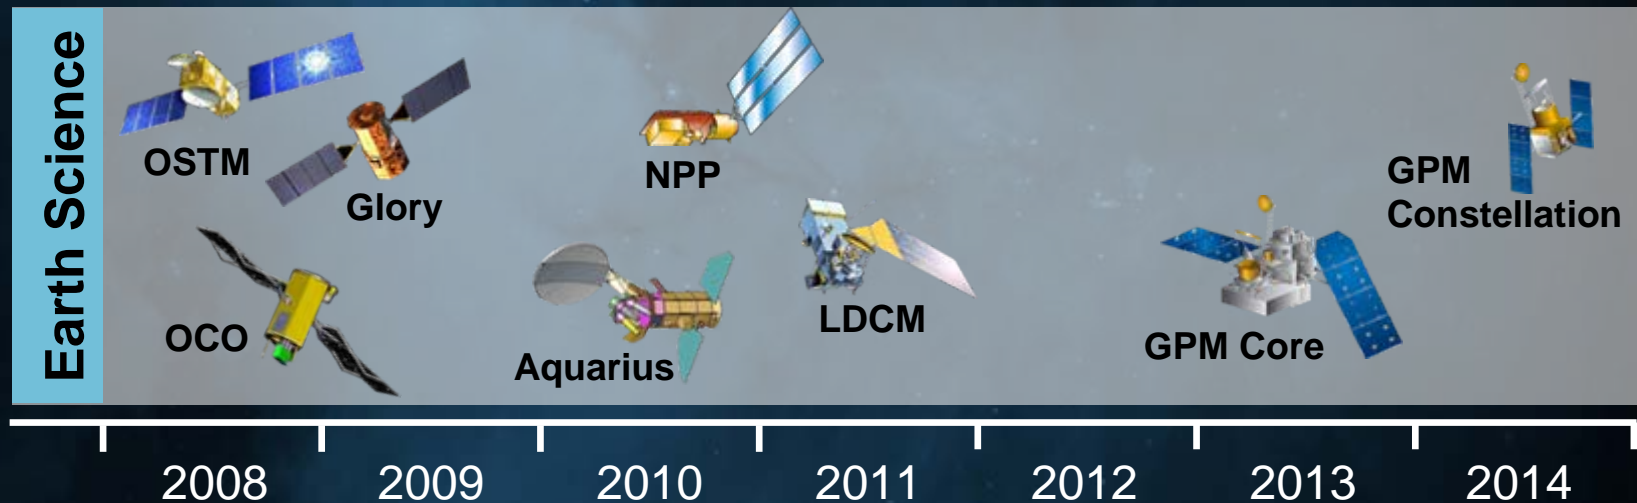 Earth Science
OSTM
Glory
OCO
NPP
Aquarius
LDCM
GPM Core
GPM
Constellation
2008
2009
2010
2011
2012
2013
2014